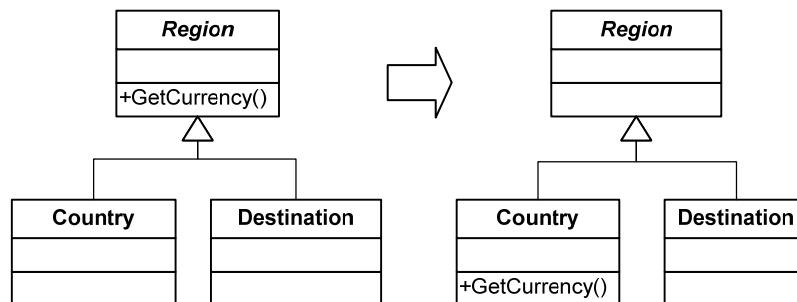 Region
+GetCurrency()
Country
Destination
Region
Country
+GetCurrency()
Destination